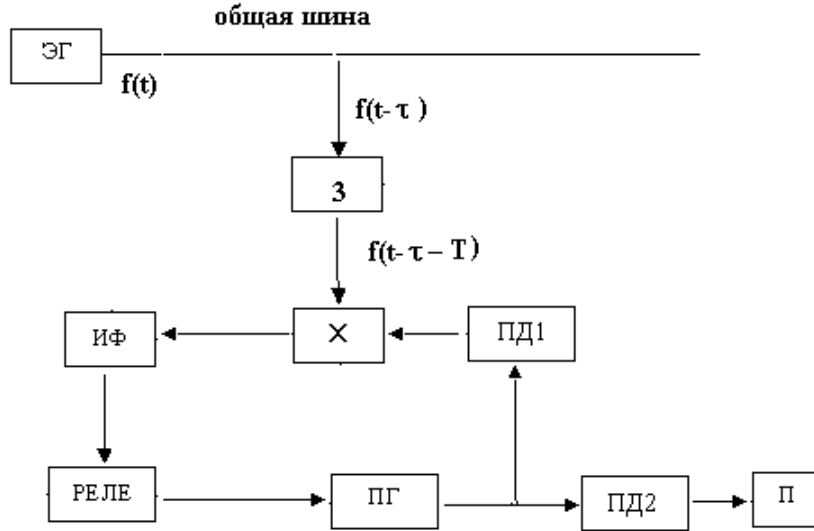 общая шина
ЭГ
f(t)
f(t- τ )
З
f(t- τ – T)
×
ПД1
ИФ
РЕЛЕ
ПГ
ПД2
П